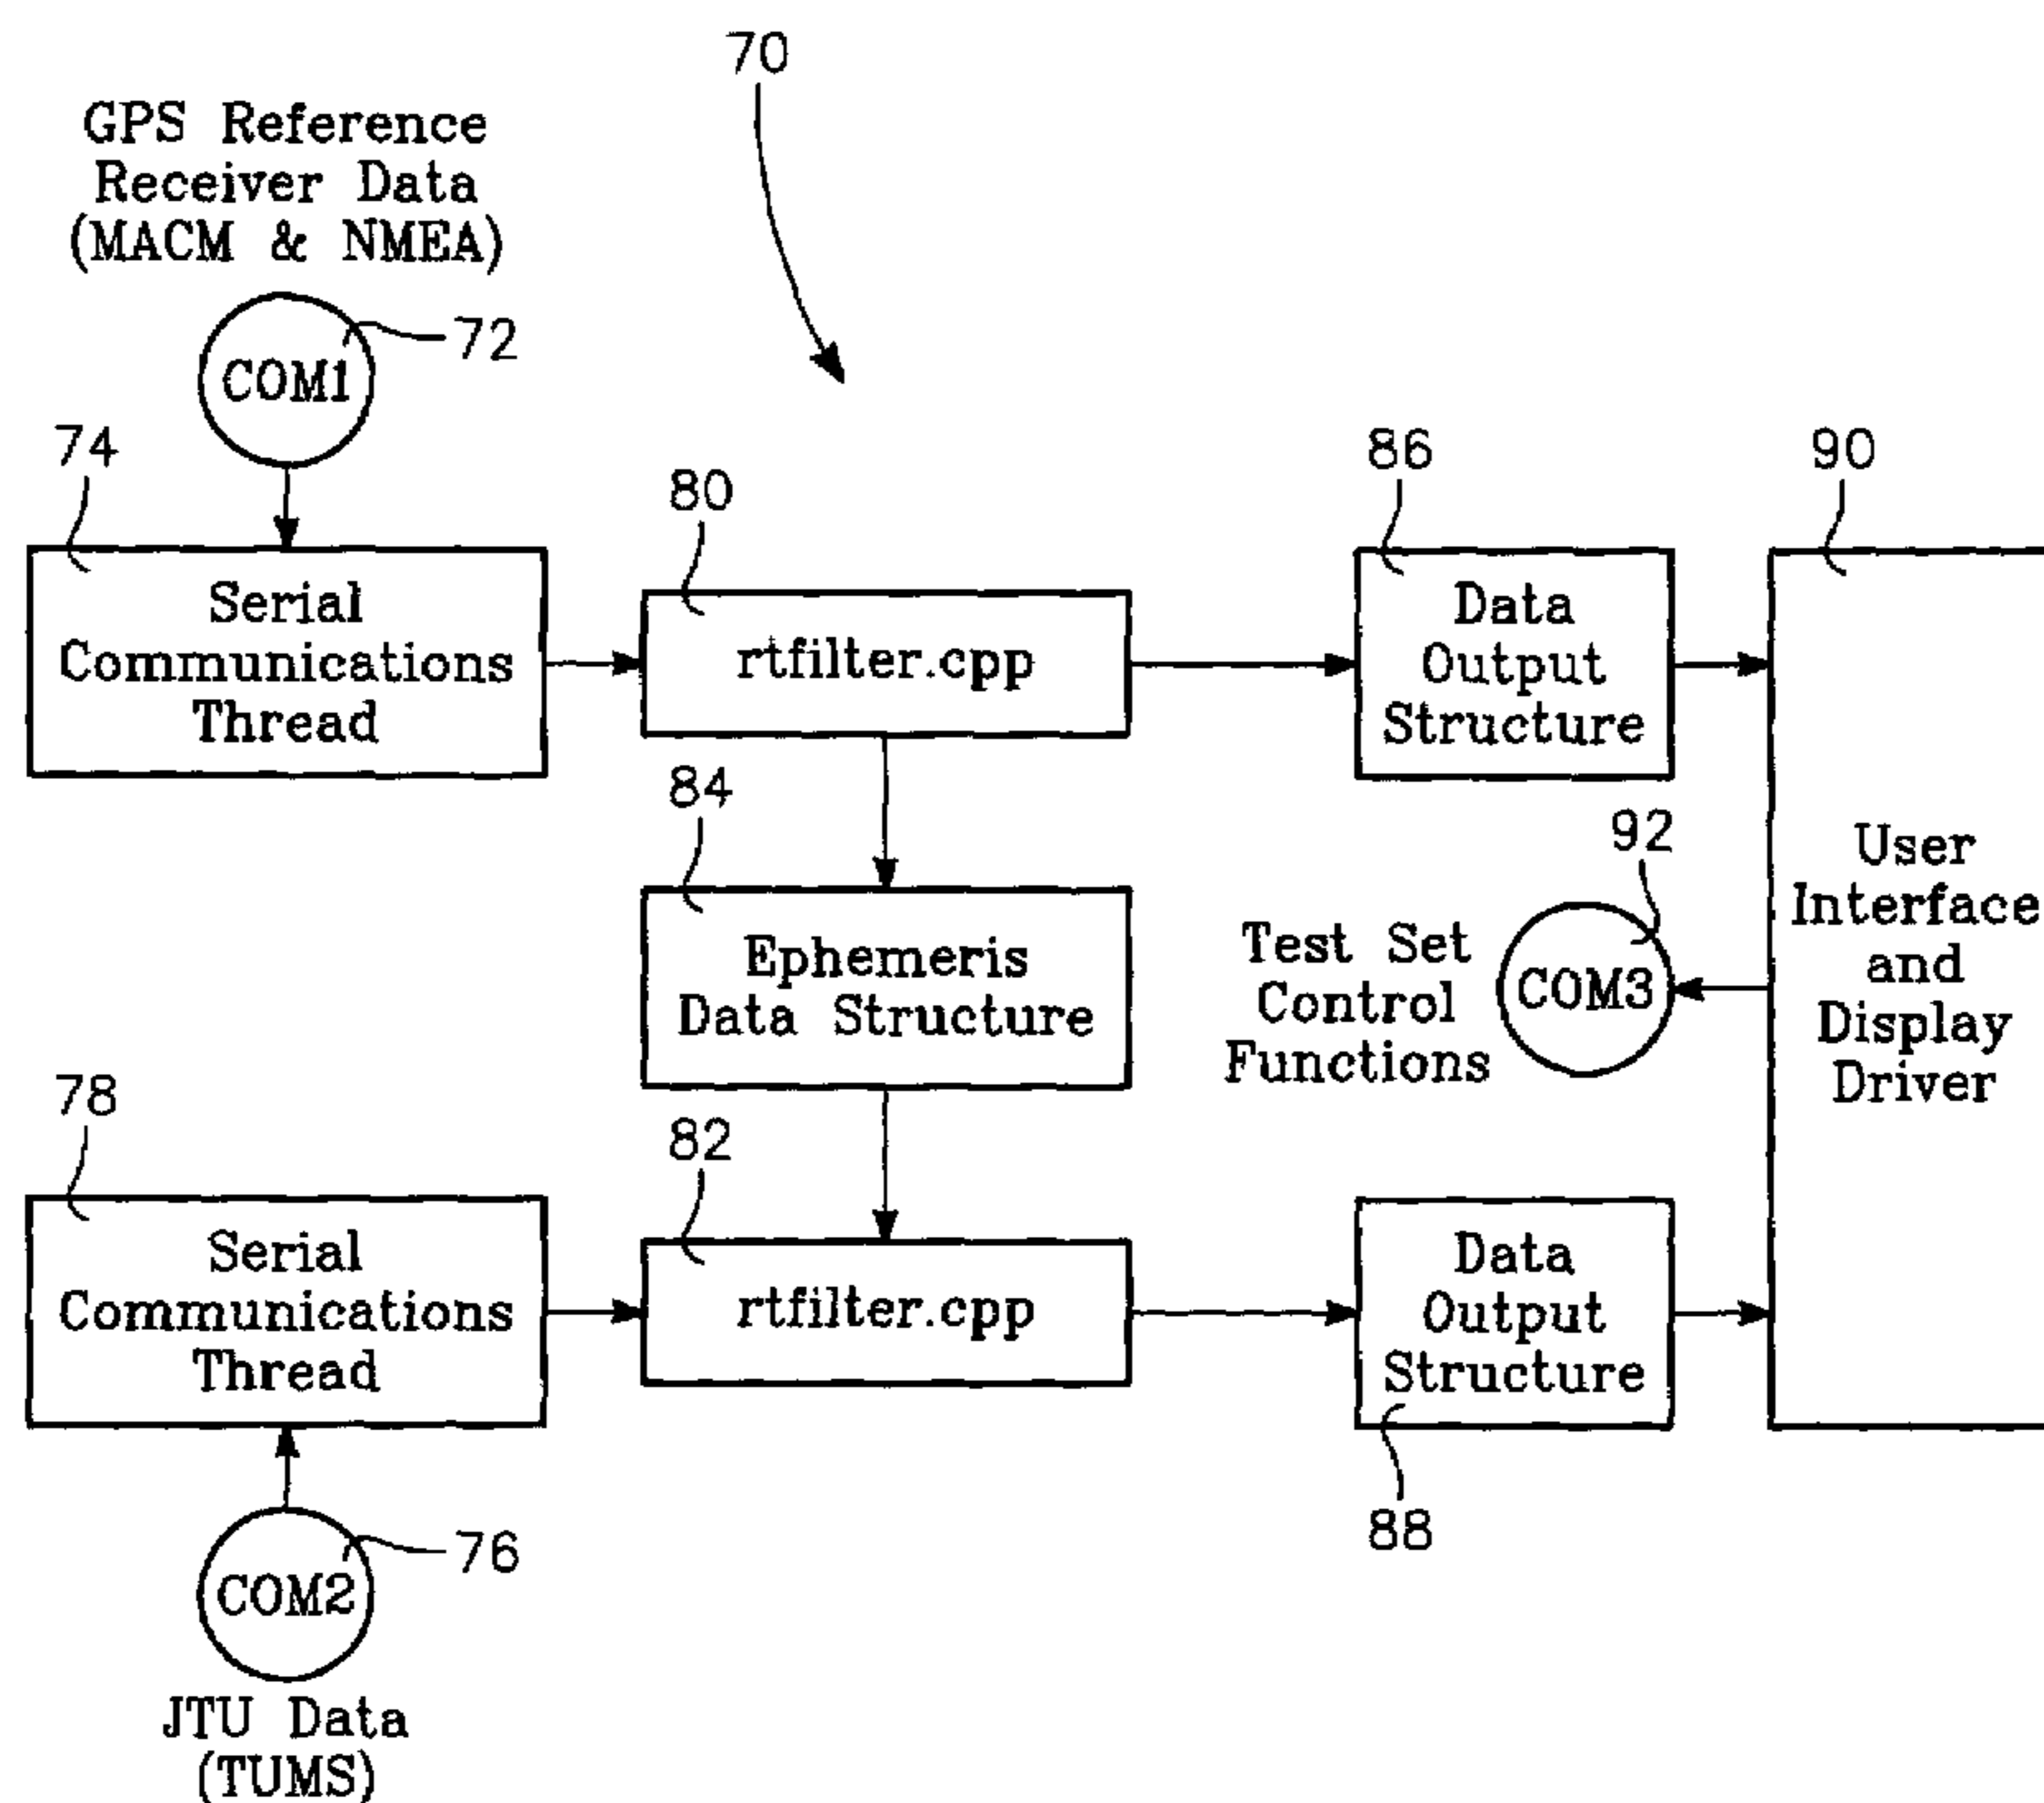 70
GPS Reference
Receiver Data
(MACM & NMEA)
COM1
72
74
Serial
Communications
Thread
80
rtfilter.cpp
86
Data
Output
Structure
90
User
Interface
and
Display
Driver
84
Ephemeris
Data Structure
92
Test Set
Control
Functions
COM3
78
Serial
Communications
Thread
82
rtfilter.cpp
Data
Output
Structure
88
COM2
76
JTU Data
(TUMS)